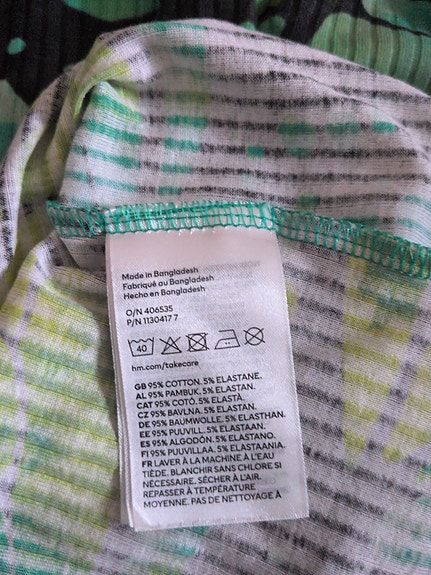 Made in Bangladesh
Fabriqué au Bangladesh
Hecho en Bangladesh
O/N 406535
P/N 1130417 7
40
hm.com/takecare
GB 95% COTTON. 5% ELASTANE.
AL 95% PAMBUK. 5% ELASTAN.
CAT 95% COTÓ. 5% ELASTÀ.
CZ 95% BAVLNA. 5% ELASTAN.
DE 95% BAUMWOLLE. 5% ELASTHAN.
EE 95% PUUVILL. 5% ELASTAAN.
ES 95% ALGODÓN. 5% ELASTANO.
FI 95% PUUVILLAA. 5% ELASTAANIA.
FR LAVER À LA MACHINE À L'EAU
TIÈDE. BLANCHIR SANS CHLORE SI
NÉCESSAIRE. SÉCHER À L'AIR.
REPASSER À TEMPÉRATURE
MOYENNE. PAS DE NETTOYAGE À